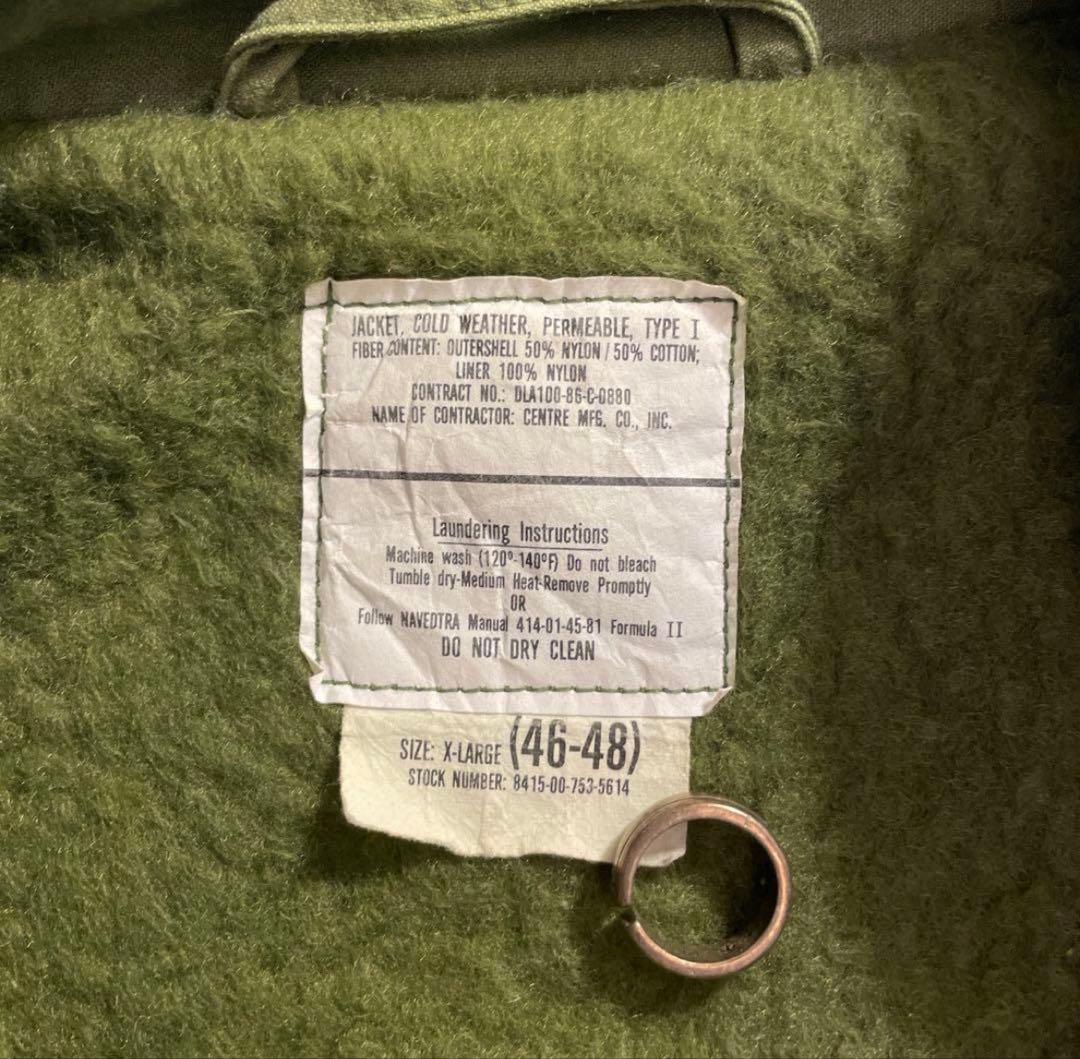 JACKET, COLD WEATHER, PERMEABLE, TYPE I
FIBER CONTENT: OUTERSHELL 50% NYLON / 50% COTTON;
LINER 100% NYLON
CONTRACT NO.: DLA100-86-C-0880
NAME OF CONTRACTOR: CENTRE MFG. CO., INC.
Laundering Instructions
Machine wash (120°-140°F) Do not bleach
Tumble dry-Medium Heat-Remove Promptly
OR
Follow NAVEDTRA Manual 414-01-45-81 Formula II
DO NOT DRY CLEAN
SIZE: X-LARGE (46-48)
STOCK NUMBER: 8415-00-753-5614